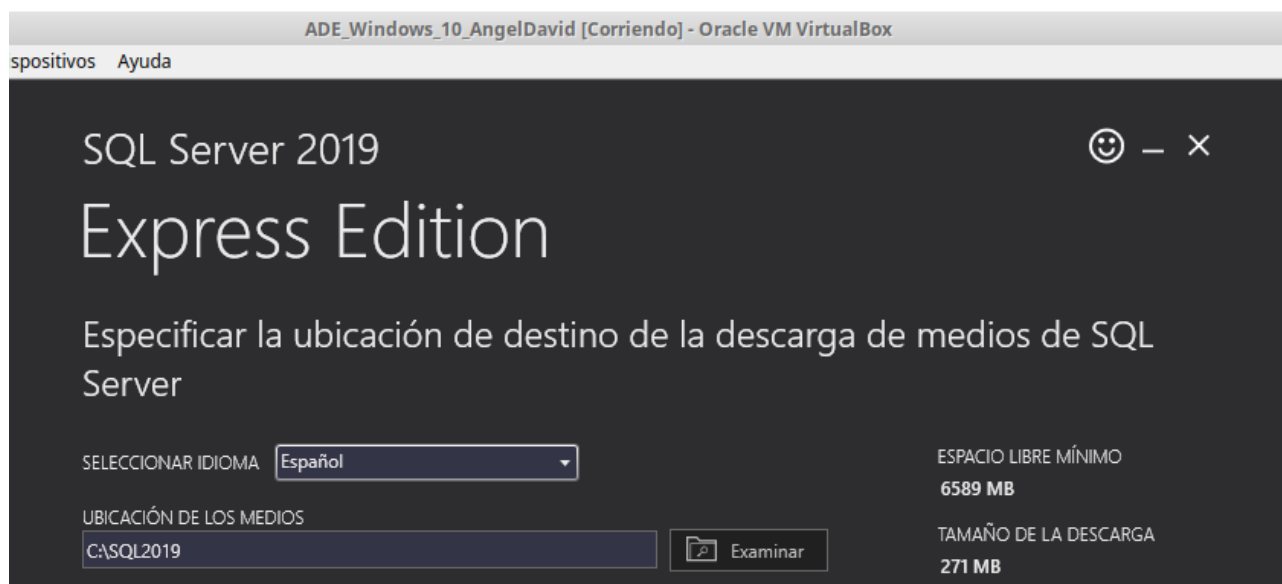 ADE_Windows_10_AngelDavid [Corriendo] - Oracle VM VirtualBox
spositivos Ayuda
SQL Server 2019
Express Edition
Especificar la ubicación de destino de la descarga de medios de SQL
Server
SELECCIONAR IDIOMA Español
ESPACIO LIBRE MÍNIMO
6589 MB
UBICACIÓN DE LOS MEDIOS
C:\SQL2019 Examinar
TAMAÑO DE LA DESCARGA
271 MB